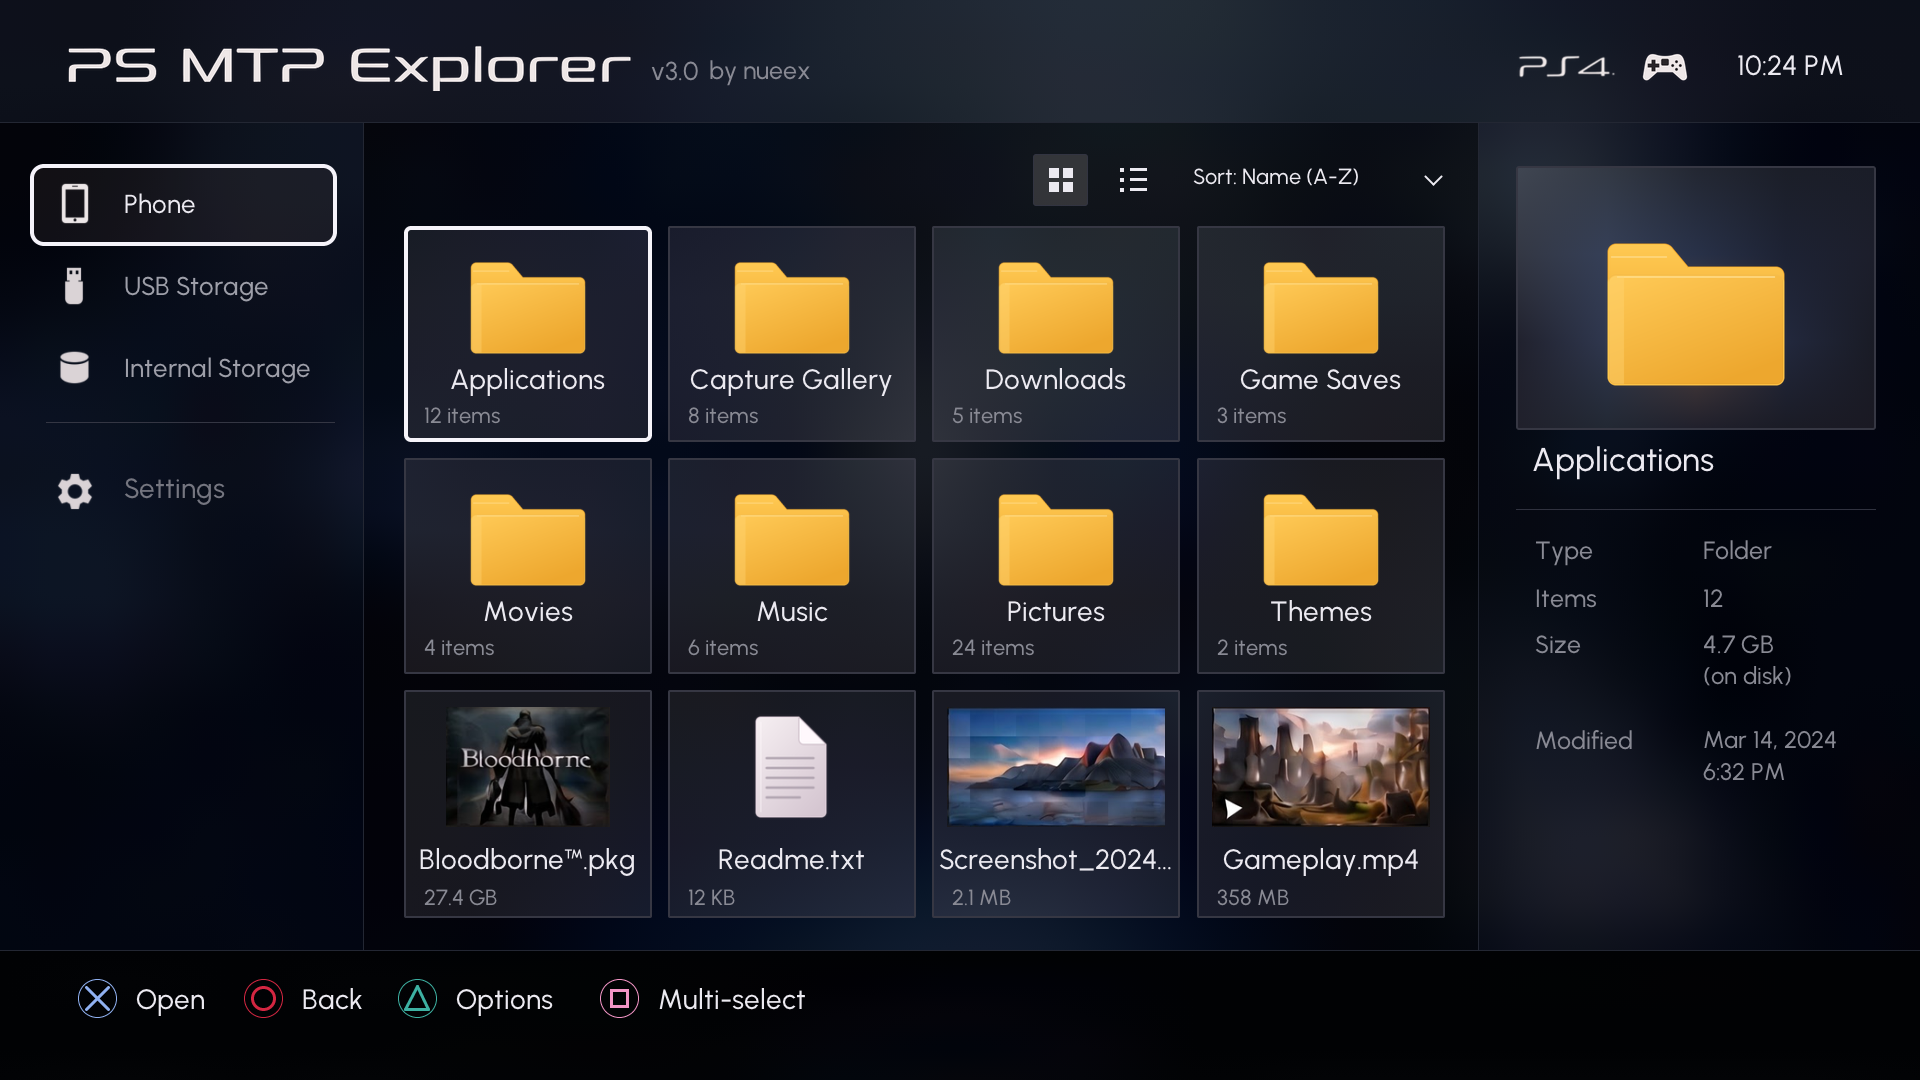 PS MTP Explorer v3.0 by nueex
PS4 10:24 PM
Phone
USB Storage
Internal Storage
Settings
Sort: Name (A-Z)
Applications
12 items
Capture Gallery
8 items
Downloads
5 items
Game Saves
3 items
Movies
4 items
Music
6 items
Pictures
24 items
Themes
2 items
Bloodborne
Bloodborne™.pkg
27.4 GB
Readme.txt
12 KB
Screenshot_2024...
2.1 MB
Gameplay.mp4
358 MB
Applications
Type Folder
Items 12
Size 4.7 GB
(on disk)
Modified Mar 14, 2024
6:32 PM
Open Back Options Multi-select